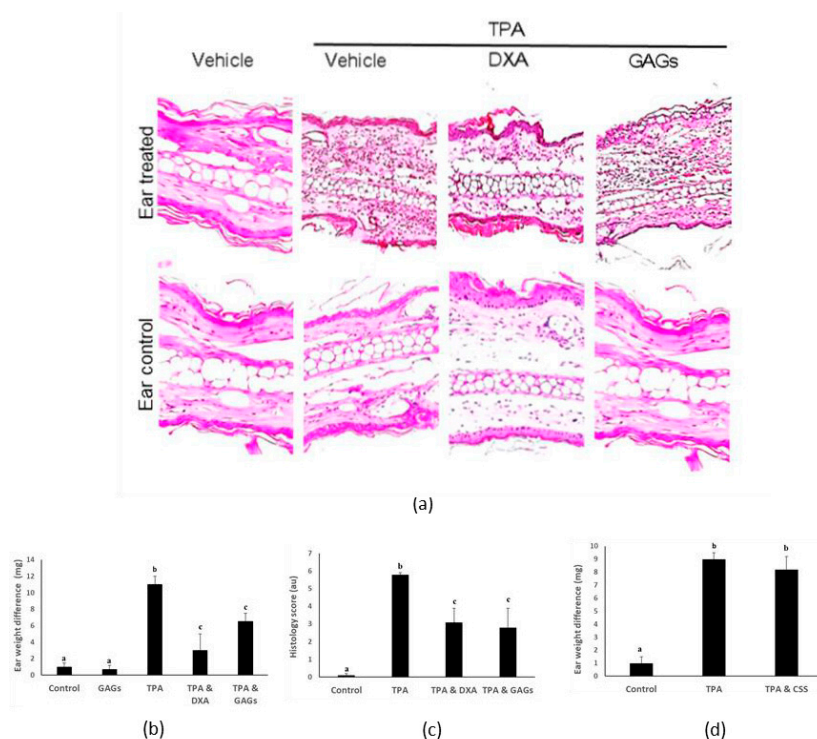 TPA
Vehicle Vehicle DXA GAGs
Ear treated
Ear control
(a)
Ear weight difference (mg)
14
12
10
8
6
4
2
0
a a b c c
Control GAGs TPA TPA & DXA TPA & GAGs
(b)
Histology score (au)
7
6
5
4
3
2
1
0
a b c c
Control TPA TPA & DXA TPA & GAGs
(c)
Ear weight difference (mg)
10
9
8
7
6
5
4
3
2
1
0
a b b
Control TPA TPA & CSS
(d)